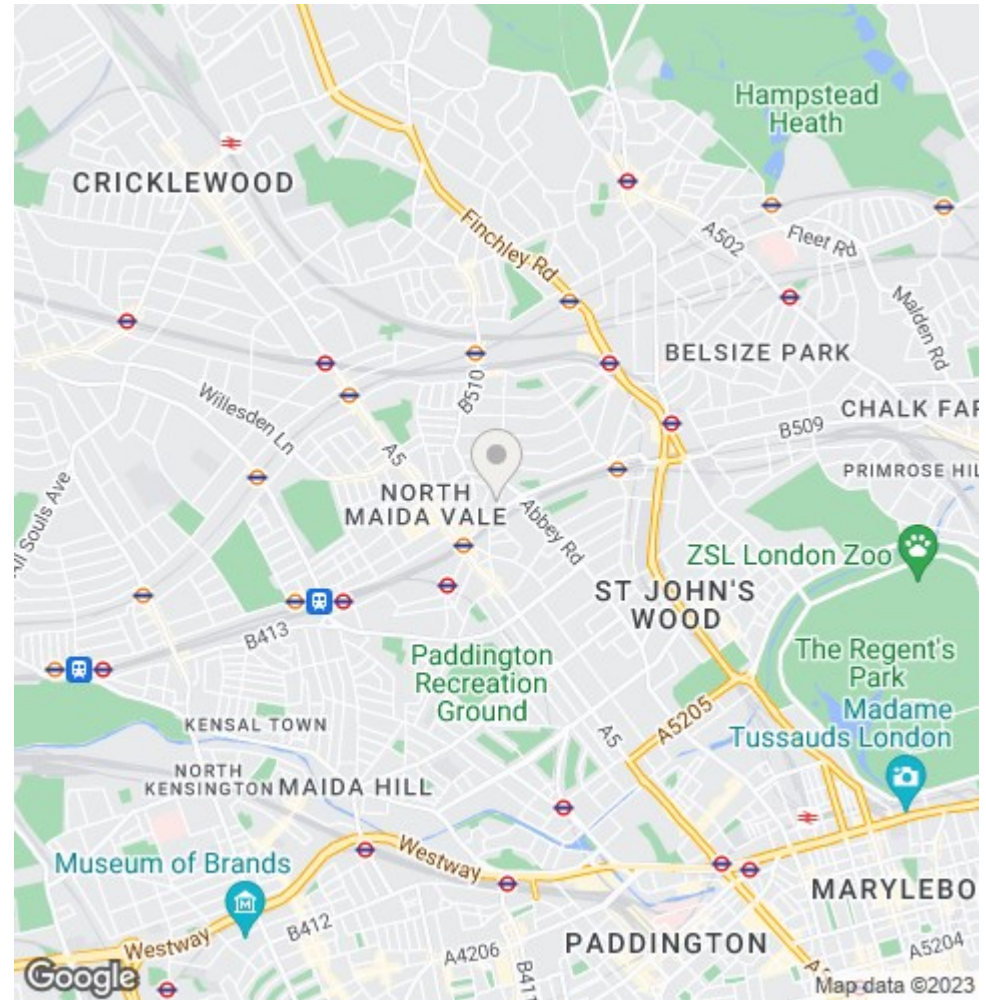 Hampstead
Heath
CRICKLEWOOD
Finchley Rd
A502
Fleet Rd
Malden Rd
BELSIZE PARK
B510
Willesden Ln
A5
CHALK FAR
B509
NORTH
MAIDA VALE
PRIMROSE HIL
All Souls Ave
Abbey Rd
ZSL London Zoo
ST JOHN'S
WOOD
B413
Paddington
Recreation
Ground
The Regent's
Park
Madame
Tussauds London
KENSAL TOWN
A5
A5205
NORTH
KENSINGTON
MAIDA HILL
Museum of Brands
Westway
MARYLEBO
B412
Westway
A4206
B411
PADDINGTON
A5204
Google
Map data ©2023